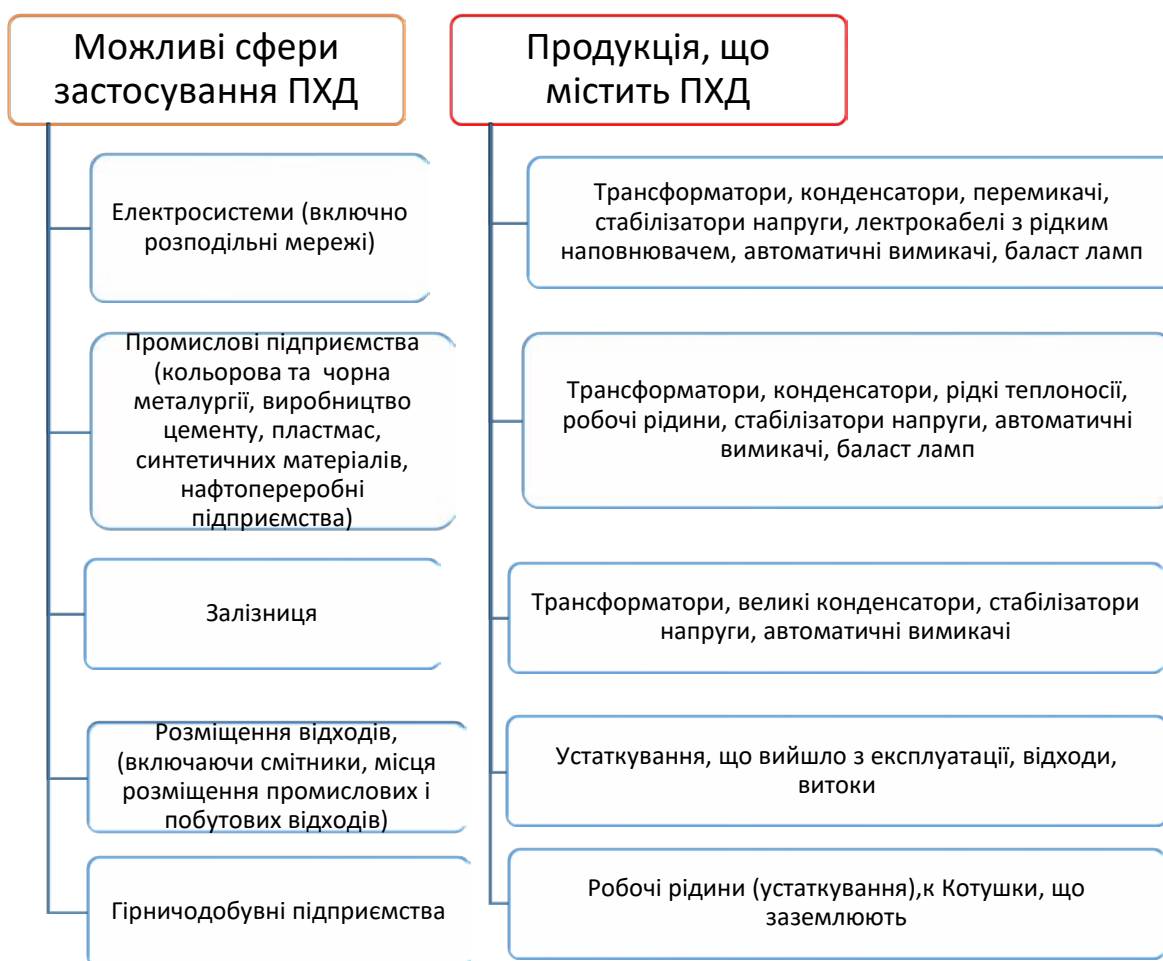 Можливі сфери
застосування ПХД
Продукція, що
містить ПХД
Електросистеми (включно
розподільні мережі)
Трансформатори, конденсатори, перемикачі,
стабілізатори напруги, лектрокабелі з рідким
наповнювачем, автоматичні вимикачі, баласт ламп
Промислові підприємства
(кольорова та чорна
металургії, виробництво
цементу, пластмас,
синтетичних матеріалів,
нафтопереробні
підприємства)
Трансформатори, конденсатори, рідкі теплоносії,
робочі рідини, стабілізатори напруги, автоматичні
вимикачі, баласт ламп
Залізниця
Трансформатори, великі конденсатори, стабілізатори
напруги, автоматичні вимикачі
Розміщення відходів,
(включаючи смітники, місця
розміщення промислових і
побутових відходів)
Устаткування, що вийшло з експлуатації, відходи,
витоки
Гірничодобувні підприємства
Робочі рідини (устаткування),к Котушки, що
заземлюють